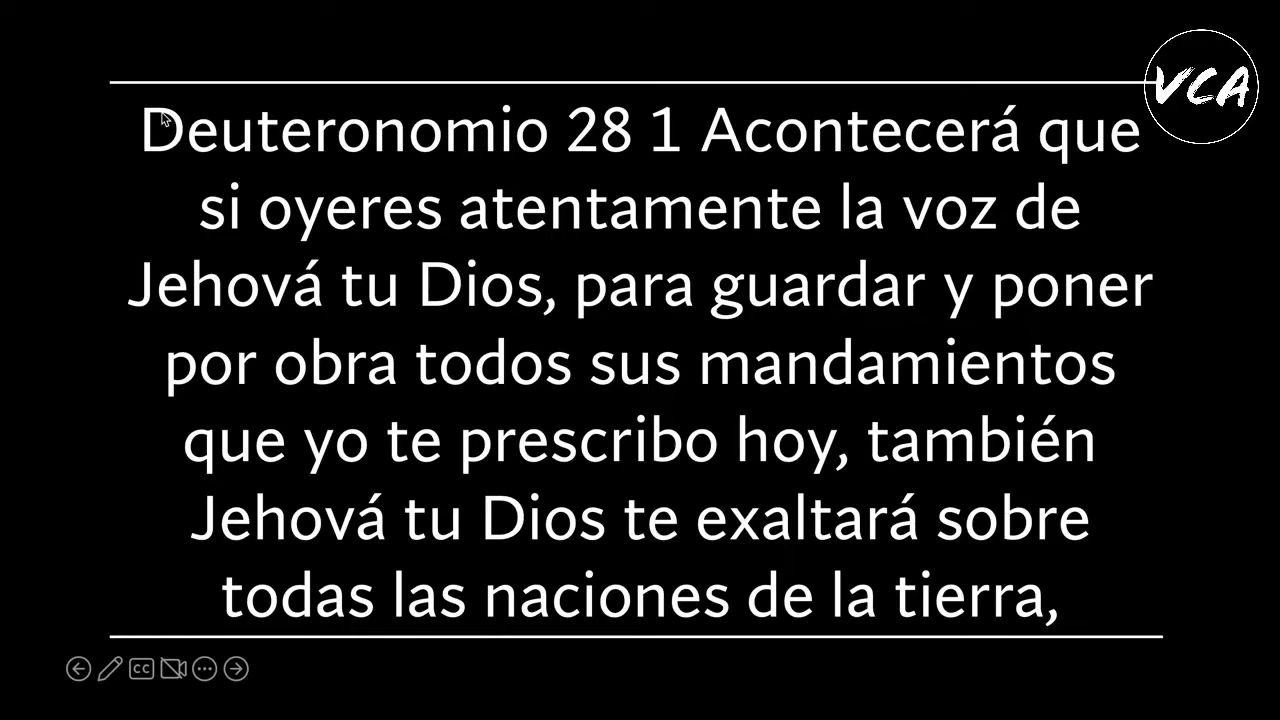 VCA
Deuteronomio 28 1 Acontecerá que
si oyeres atentamente la voz de
Jehová tu Dios, para guardar y poner
por obra todos sus mandamientos
que yo te prescribo hoy, también
Jehová tu Dios te exaltará sobre
todas las naciones de la tierra,
CC